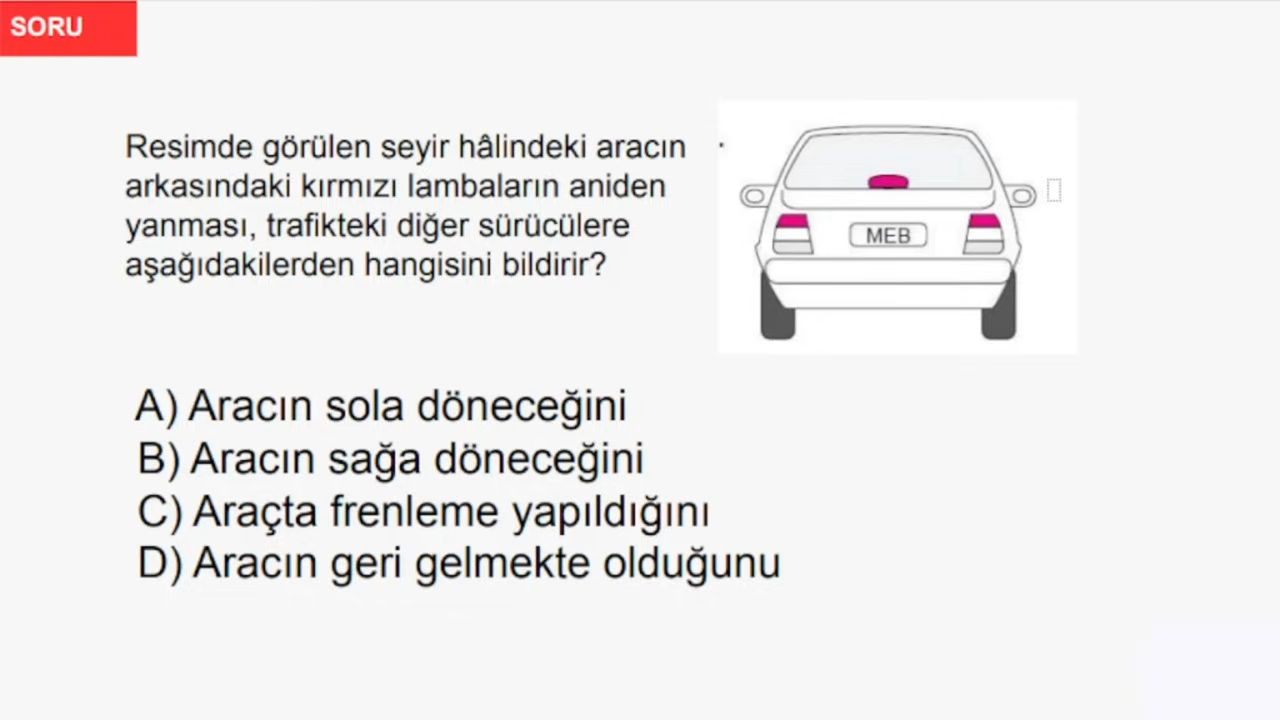 SORU
Resimde görülen seyir hâlindeki aracın
arkasındaki kırmızı lambaların aniden
yanması, trafikteki diğer sürücülere
aşağıdakilerden hangisini bildirir?
MEB
A) Aracın sola döneceğini
B) Aracın sağa döneceğini
C) Araçta frenleme yapıldığını
D) Aracın geri gelmekte olduğunu